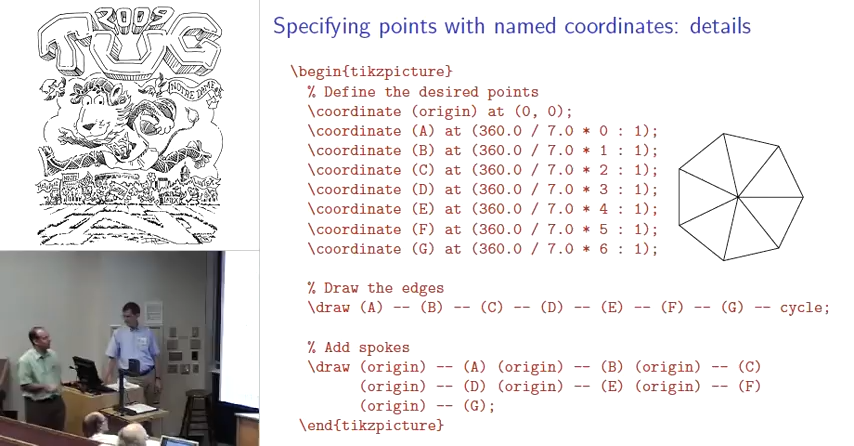 2009
TUG
NOTRE DAME
Specifying points with named coordinates: details
\begin{tikzpicture}
% Define the desired points
\coordinate (origin) at (0, 0);
\coordinate (A) at (360.0 / 7.0 * 0 : 1);
\coordinate (B) at (360.0 / 7.0 * 1 : 1);
\coordinate (C) at (360.0 / 7.0 * 2 : 1);
\coordinate (D) at (360.0 / 7.0 * 3 : 1);
\coordinate (E) at (360.0 / 7.0 * 4 : 1);
\coordinate (F) at (360.0 / 7.0 * 5 : 1);
\coordinate (G) at (360.0 / 7.0 * 6 : 1);
% Draw the edges
\draw (A) -- (B) -- (C) -- (D) -- (E) -- (F) -- (G) -- cycle;
% Add spokes
\draw (origin) -- (A) (origin) -- (B) (origin) -- (C)
(origin) -- (D) (origin) -- (E) (origin) -- (F)
(origin) -- (G);
\end{tikzpicture}